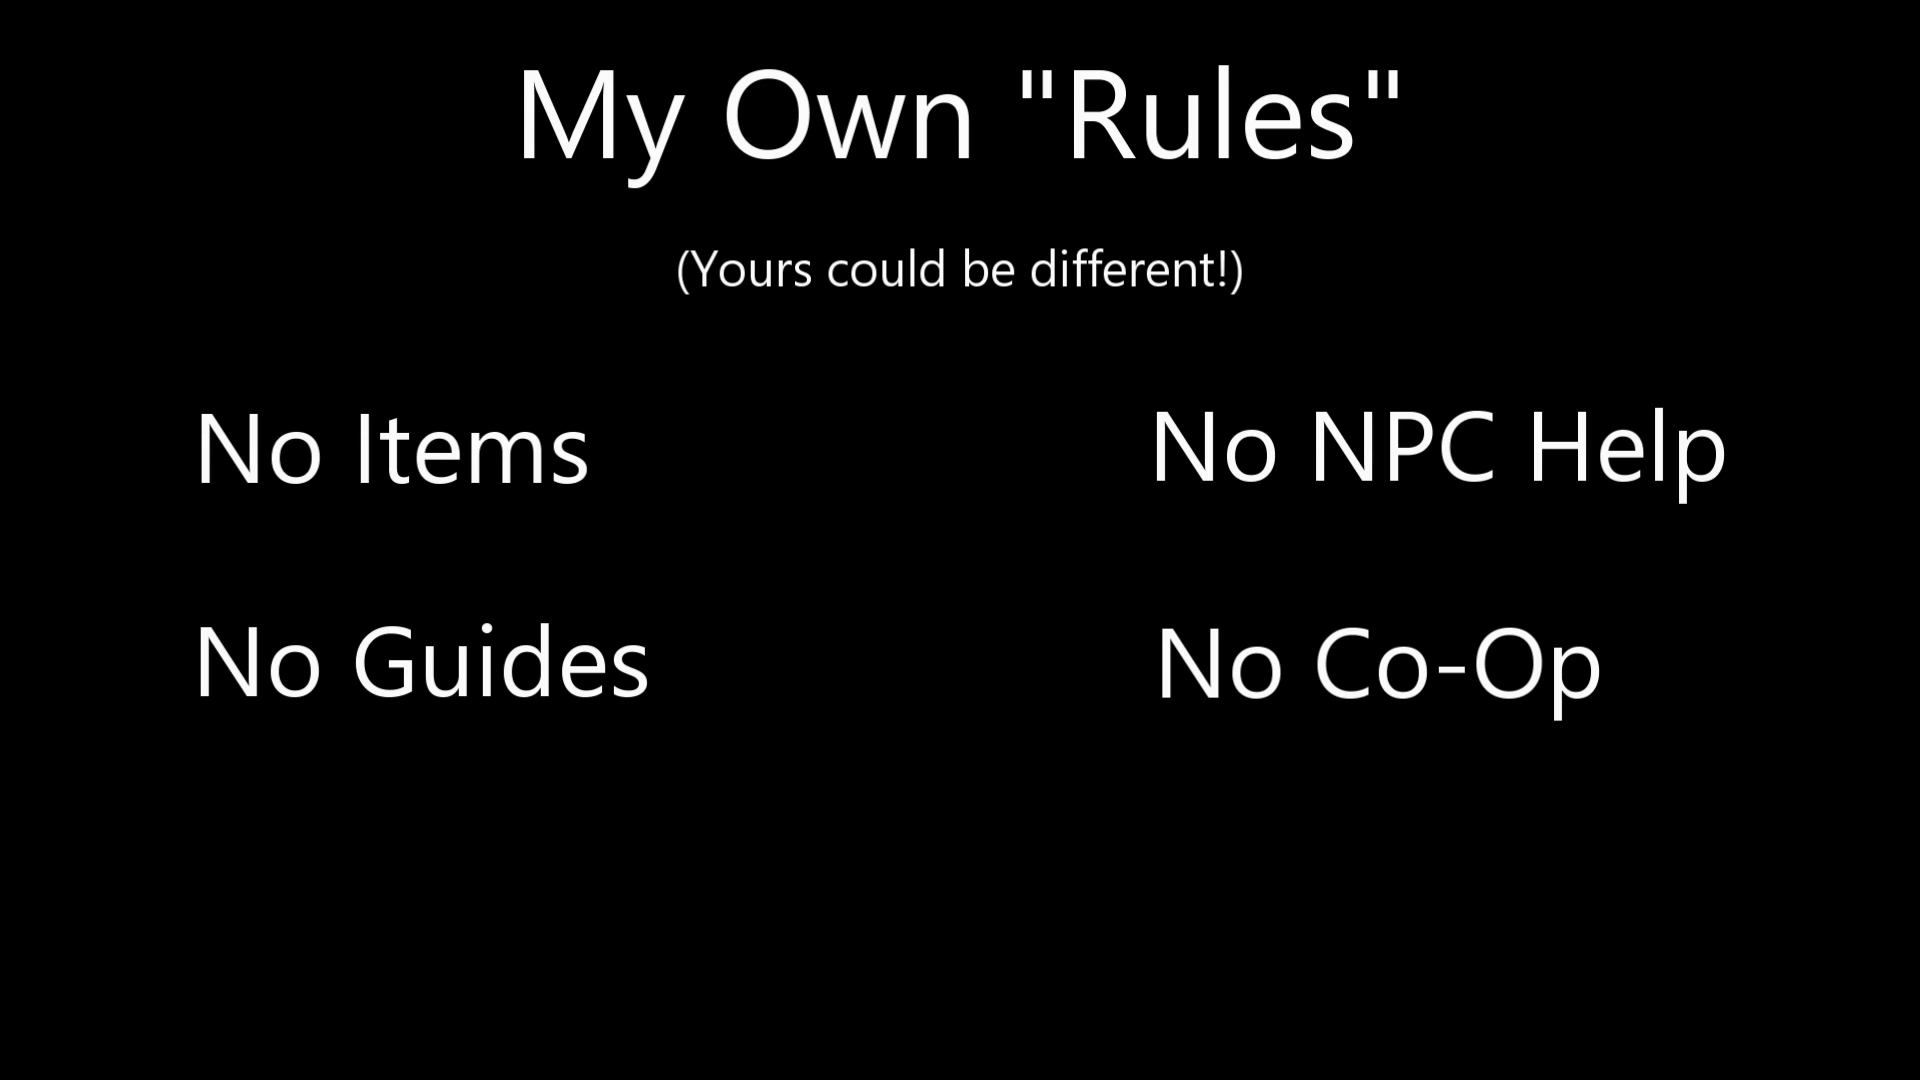 My Own "Rules"
(Yours could be different!)
No Items
No NPC Help
No Guides
No Co-Op